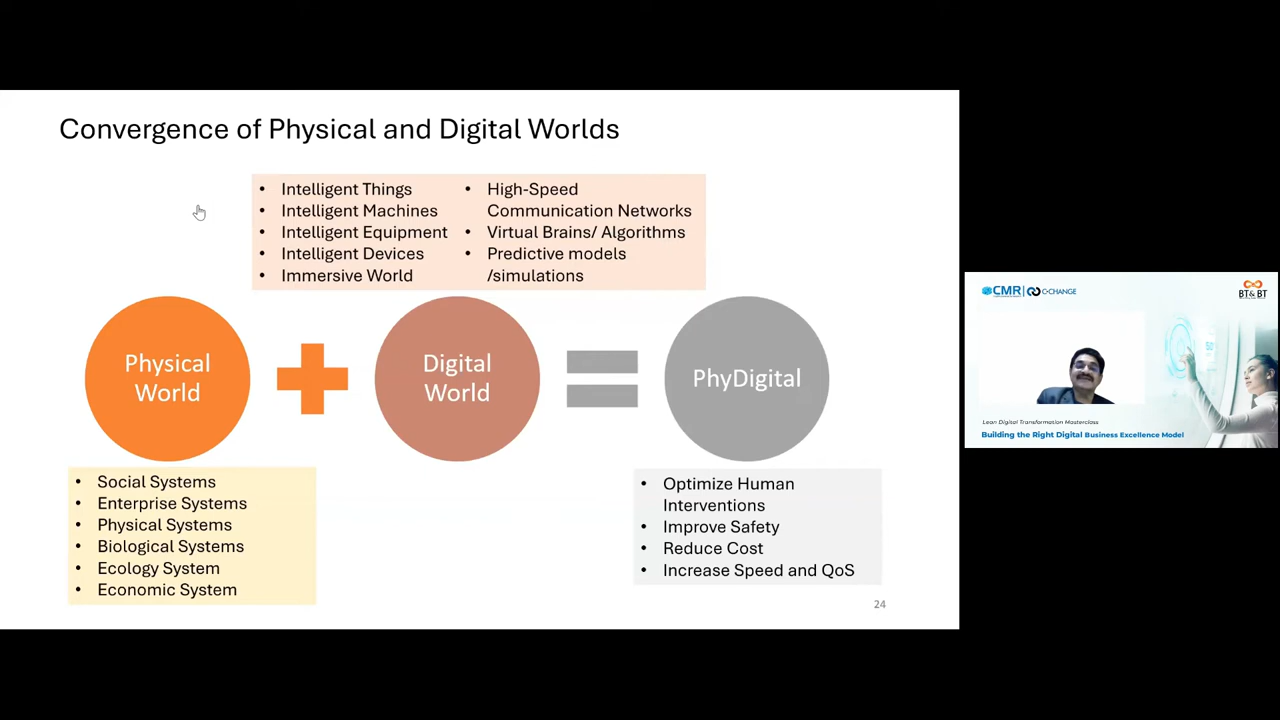 Convergence of Physical and Digital Worlds
• Intelligent Things
• Intelligent Machines
• Intelligent Equipment
• Intelligent Devices
• Immersive World
• High-Speed
Communication Networks
• Virtual Brains/ Algorithms
• Predictive models
/simulations
Physical
World
Digital
World
PhyDigital
• Social Systems
• Enterprise Systems
• Physical Systems
• Biological Systems
• Ecology System
• Economic System
• Optimize Human
Interventions
• Improve Safety
• Reduce Cost
• Increase Speed and QoS
24
CMR
C-CHANGE
BT&BT
Lean Digital Transformation Masterclass
Building the Right Digital Business Excellence Model